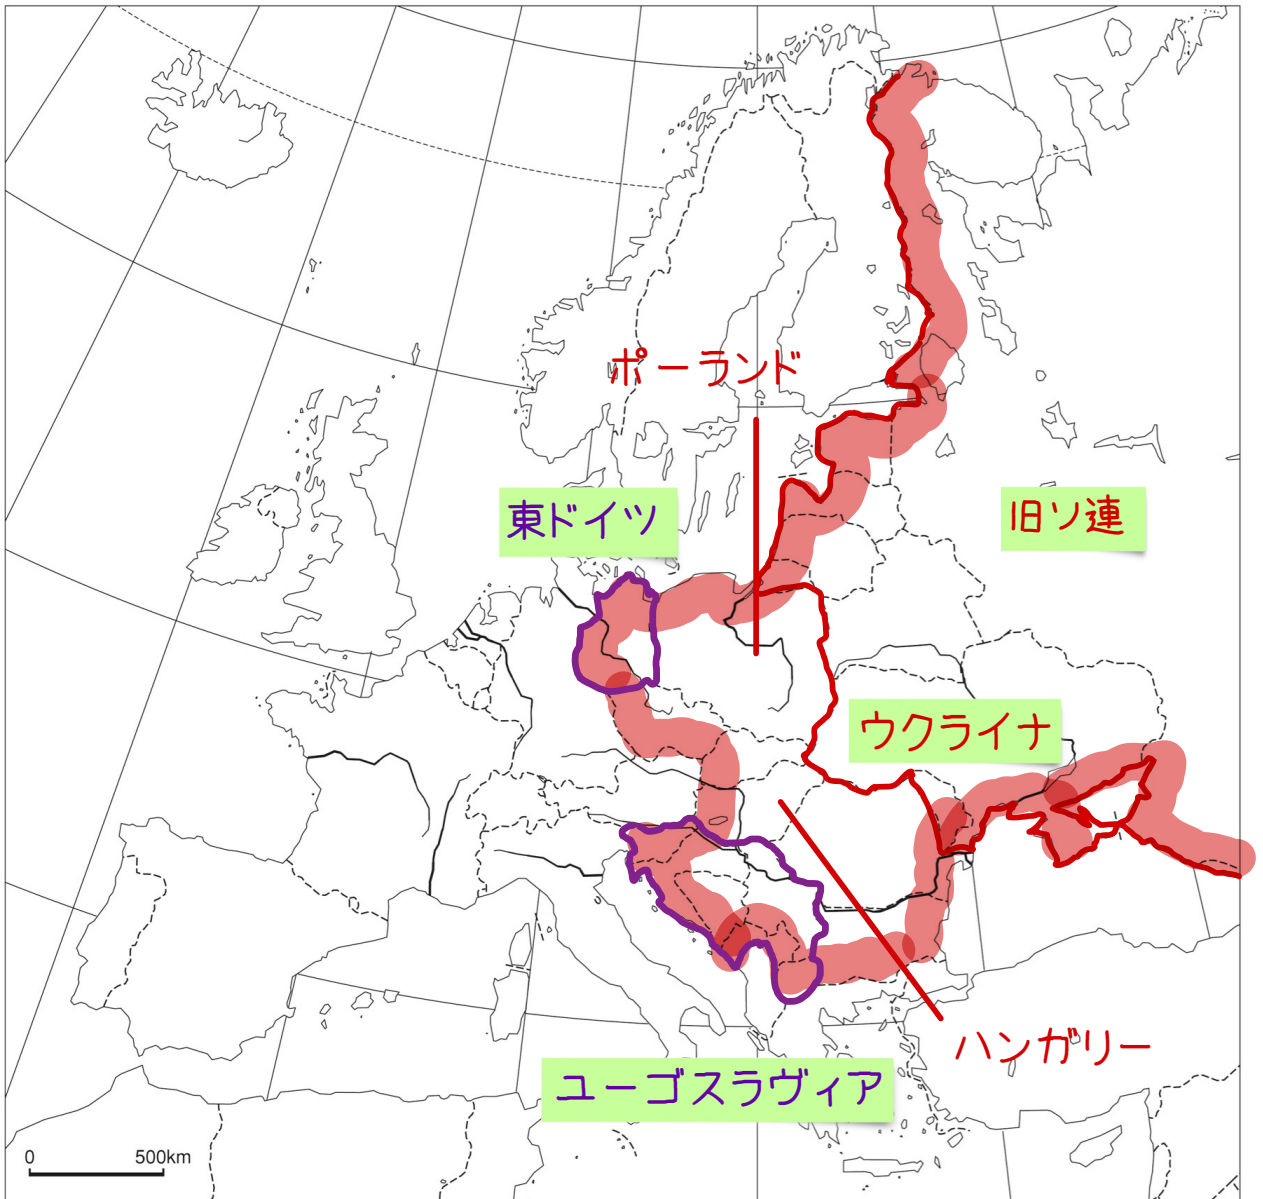 ポーランド
東ドイツ
旧ソ連
ウクライナ
ハンガリー
ユーゴスラヴィア
0 500km